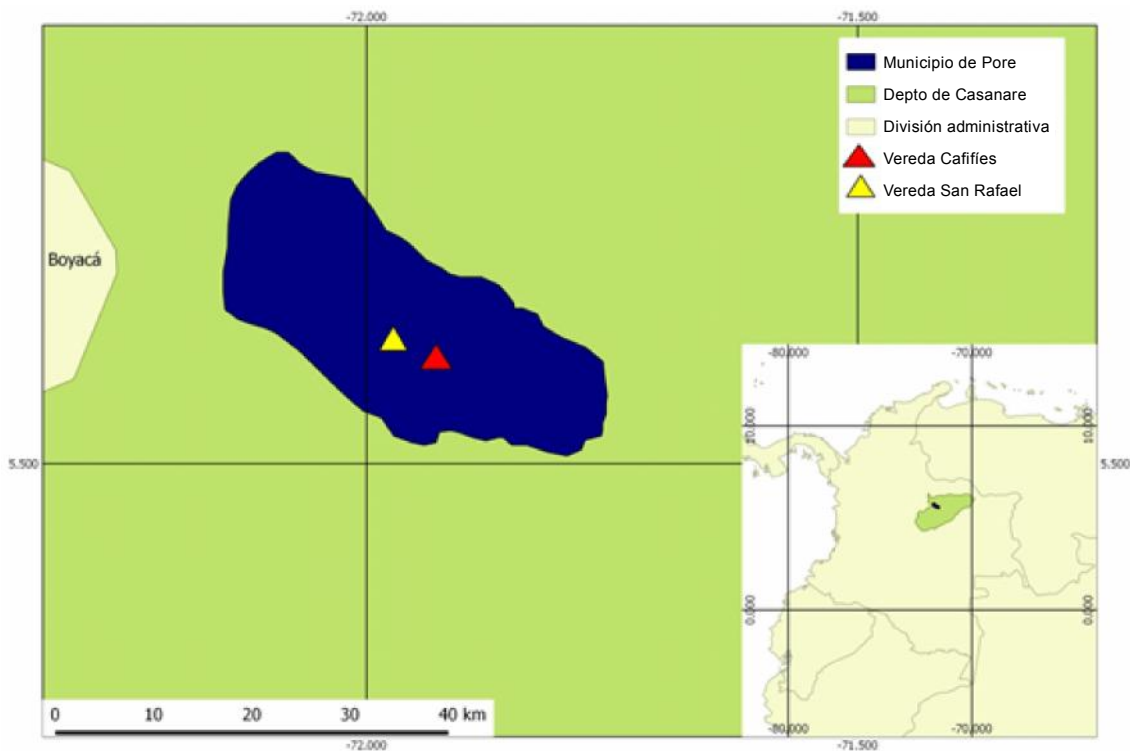 -72.000 -71.500
Municipio de Pore
Depto de Casanare
División administrativa
Vereda Cafifíes
Vereda San Rafael
Boyacá
-80.000 -70.000
10.000
5.500 5.500
0.000 0.000
-80.000 -70.000
0 10 20 30 40 km
-72.000 -71.500